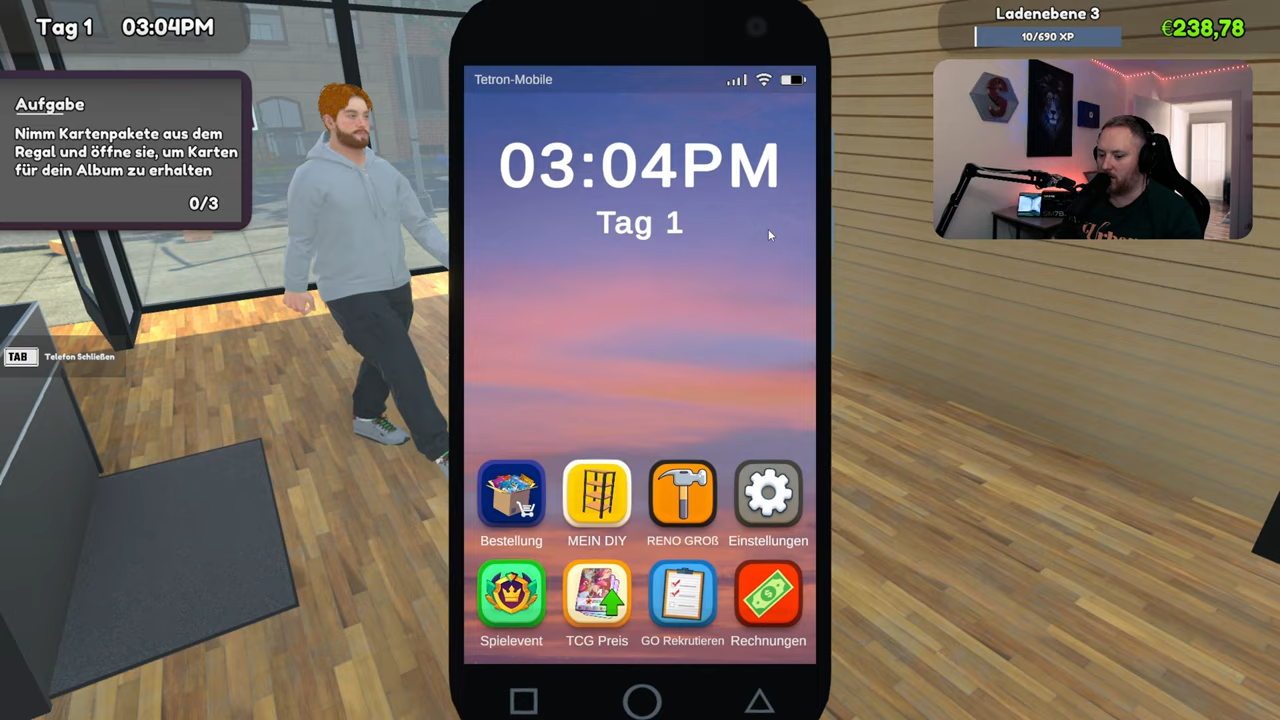 Tag 1 03:04PM
Ladenebene 3
10/690 XP
€238,78
Aufgabe
Nimm Kartenpakete aus dem
Regal und öffne sie, um Karten
für dein Album zu erhalten
0/3
TAB Telefon Schließen
Tetron-Mobile
03:04PM
Tag 1
Bestellung MEIN DIY RENO GROß Einstellungen
Spielevent TCG Preis GO Rekrutieren Rechnungen